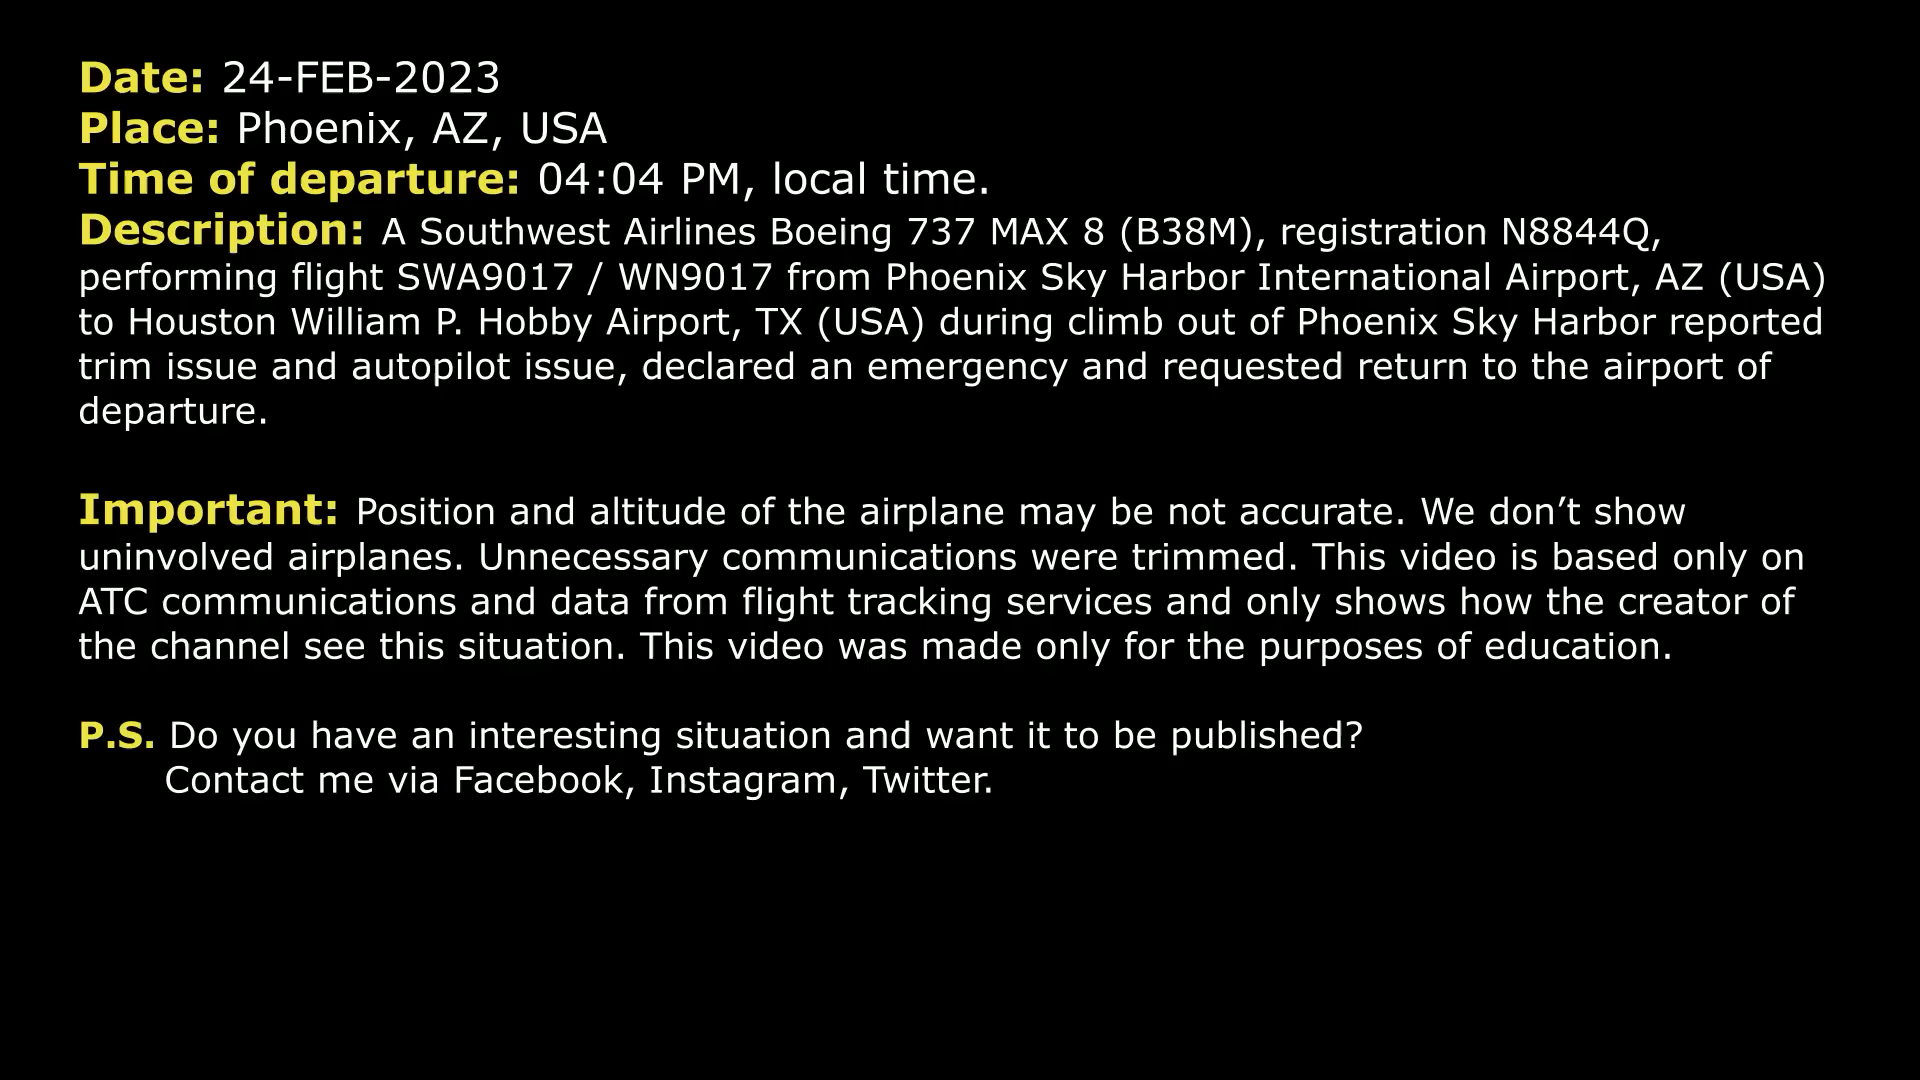 Date: 24-FEB-2023
Place: Phoenix, AZ, USA
Time of departure: 04:04 PM, local time.
Description: A Southwest Airlines Boeing 737 MAX 8 (B38M), registration N8844Q,
performing flight SWA9017 / WN9017 from Phoenix Sky Harbor International Airport, AZ (USA)
to Houston William P. Hobby Airport, TX (USA) during climb out of Phoenix Sky Harbor reported
trim issue and autopilot issue, declared an emergency and requested return to the airport of
departure.
Important: Position and altitude of the airplane may be not accurate. We don’t show
uninvolved airplanes. Unnecessary communications were trimmed. This video is based only on
ATC communications and data from flight tracking services and only shows how the creator of
the channel see this situation. This video was made only for the purposes of education.
P.S. Do you have an interesting situation and want it to be published?
Contact me via Facebook, Instagram, Twitter.